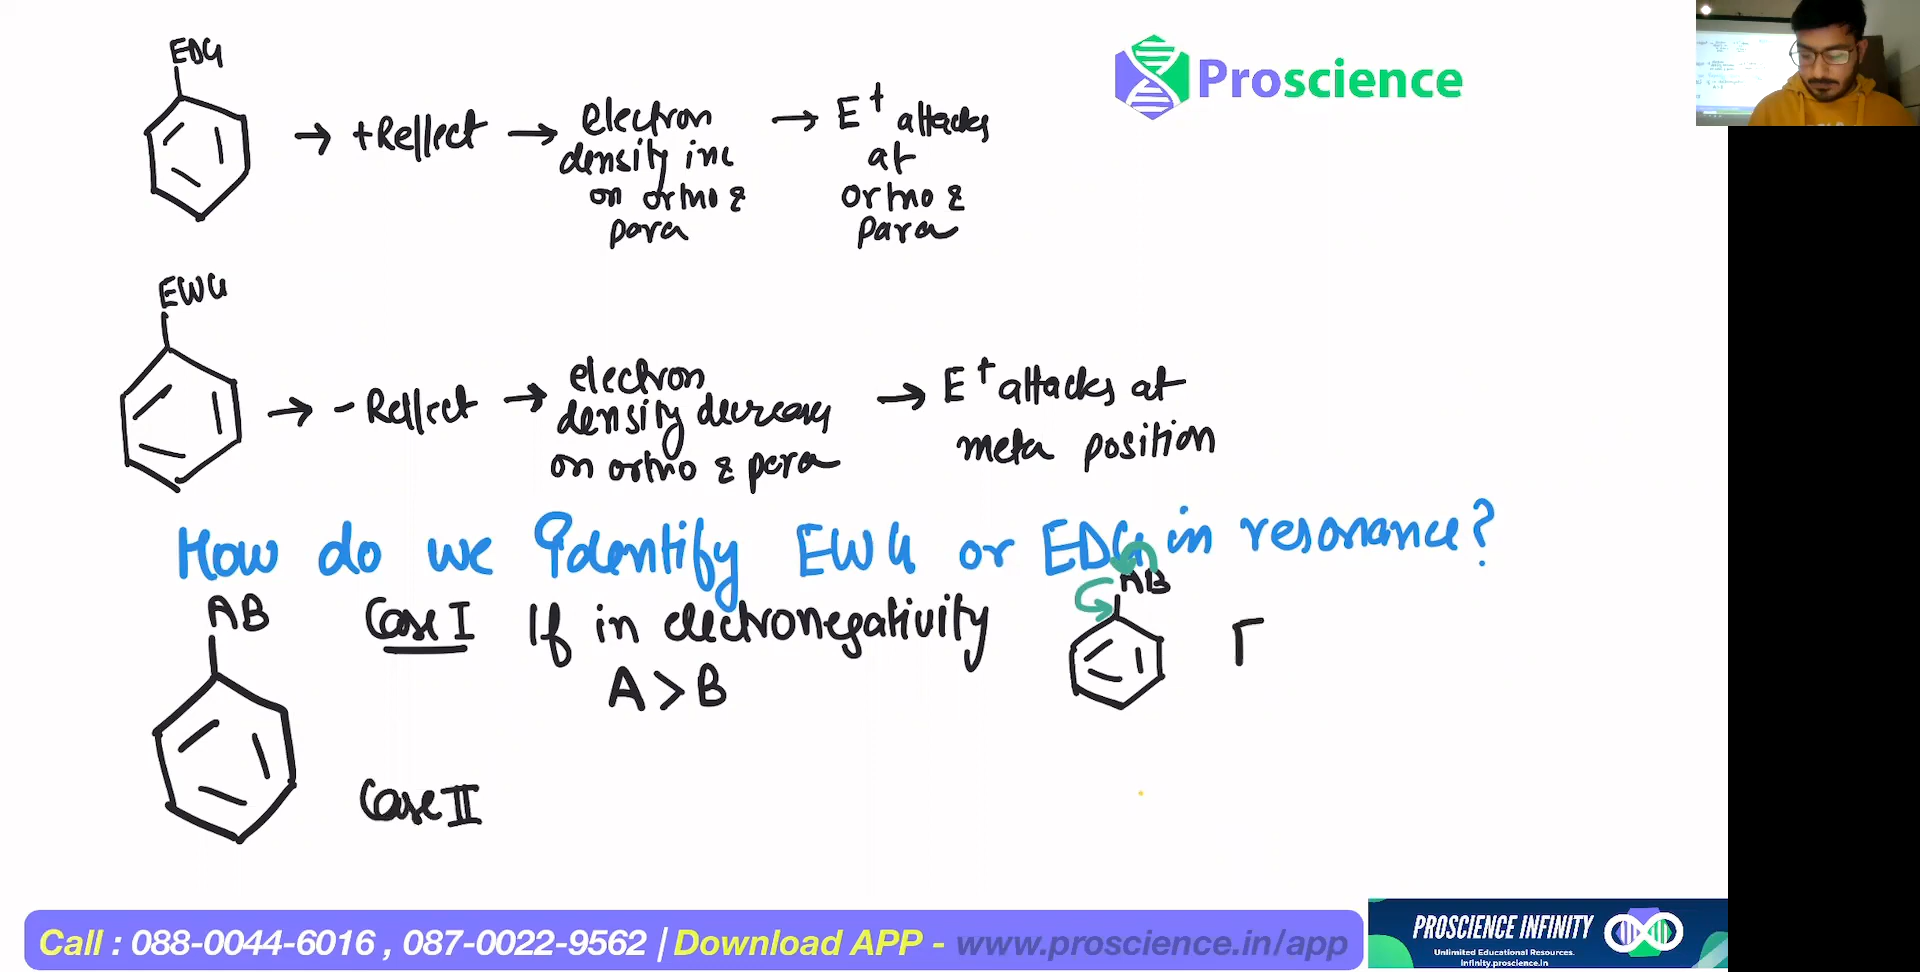 EDG
→ +R effect → electron → E+ attacks
density inc at
on ortho & ortho &
para para
Proscience
EWG
→ - R effect → electron → E+ attacks at
density decreases meta position
on ortho & para
How do we Identify EWG or EDG in resonance?
AB Case I If in electronegativity
A > B
AB
Case II
Call : 088-0044-6016 , 087-0022-9562 | Download APP - www.proscience.in/app
PROSCIENCE INFINITY
Unlimited Educational Resources.
infinity.proscience.in